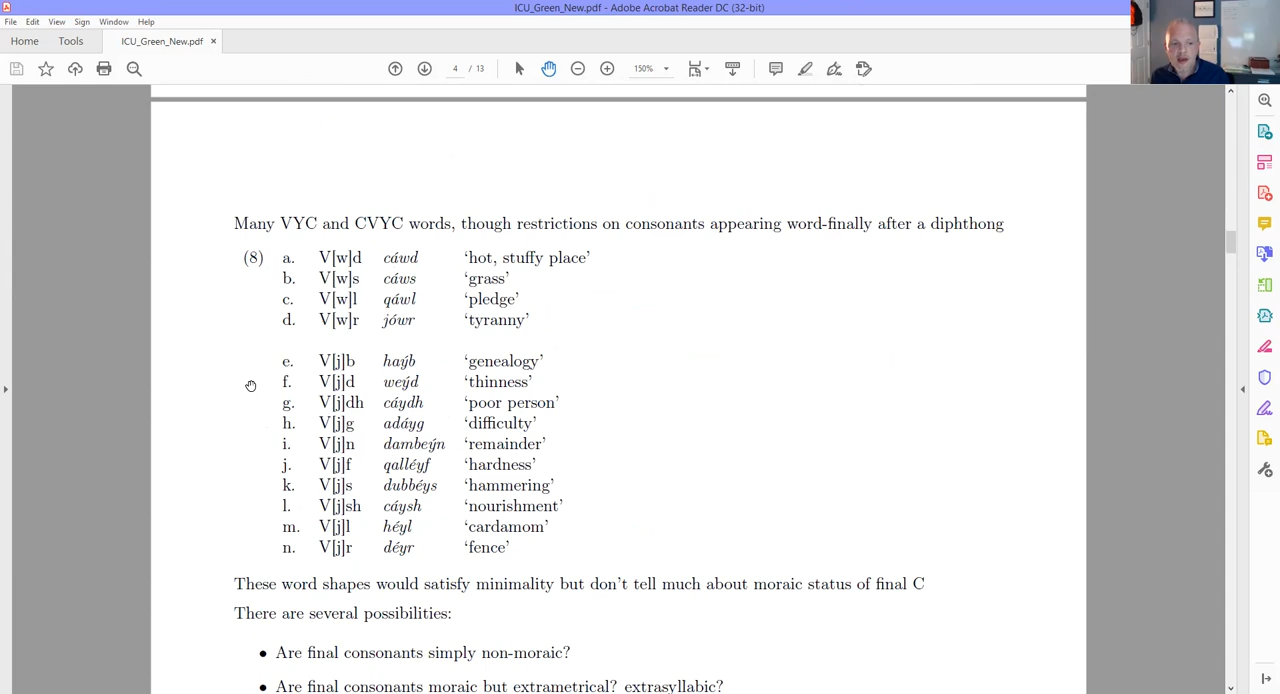 ICU_Green_New.pdf - Adobe Acrobat Reader DC (32-bit)
File Edit View Sign Window Help
Home Tools ICU_Green_New.pdf ×
4 / 13 150%
Many VYC and CVYC words, though restrictions on consonants appearing word-finally after a diphthong
(8) a. V[w]d cáwd ‘hot, stuffy place’
b. V[w]s cáws ‘grass’
c. V[w]l qáwl ‘pledge’
d. V[w]r jówr ‘tyranny’
e. V[j]b haýb ‘genealogy’
f. V[j]d weýd ‘thinness’
g. V[j]dh cáydh ‘poor person’
h. V[j]g adáyg ‘difficulty’
i. V[j]n dambeýn ‘remainder’
j. V[j]f qalléyf ‘hardness’
k. V[j]s dubbéys ‘hammering’
l. V[j]sh cáysh ‘nourishment’
m. V[j]l héyl ‘cardamom’
n. V[j]r déyr ‘fence’
These word shapes would satisfy minimality but don’t tell much about moraic status of final C
There are several possibilities:
• Are final consonants simply non-moraic?
• Are final consonants moraic but extrametrical? extrasyllabic?